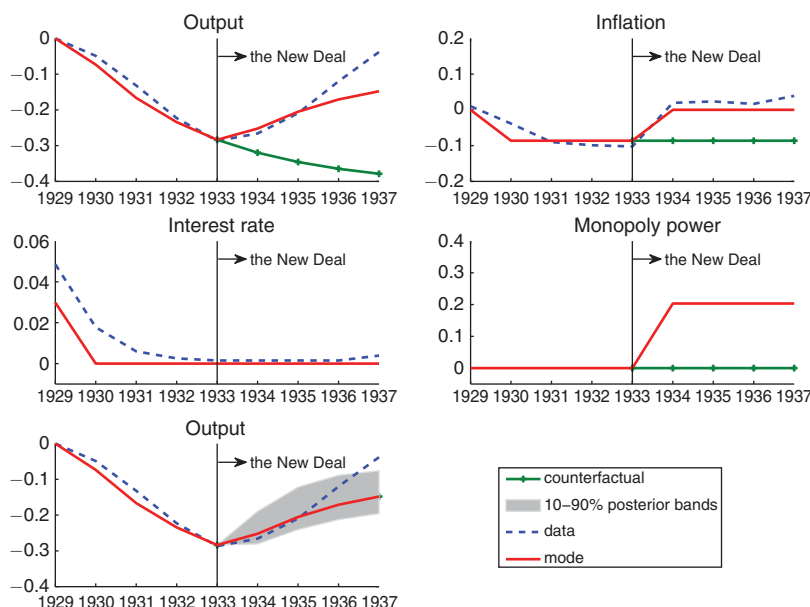 Output
0
−0.1
−0.2
−0.3
−0.4
the New Deal
1929 1930 1931 1932 1933 1934 1935 1936 1937
Inflation
0.2
0.1
0
−0.1
−0.2
the New Deal
1929 1930 1931 1932 1933 1934 1935 1936 1937
Interest rate
0.06
0.04
0.02
0
the New Deal
1929 1930 1931 1932 1933 1934 1935 1936 1937
Monopoly power
0.4
0.3
0.2
0.1
0
the New Deal
1929 1930 1931 1932 1933 1934 1935 1936 1937
Output
0
−0.1
−0.2
−0.3
−0.4
the New Deal
1929 1930 1931 1932 1933 1934 1935 1936 1937
counterfactual
10−90% posterior bands
data
mode